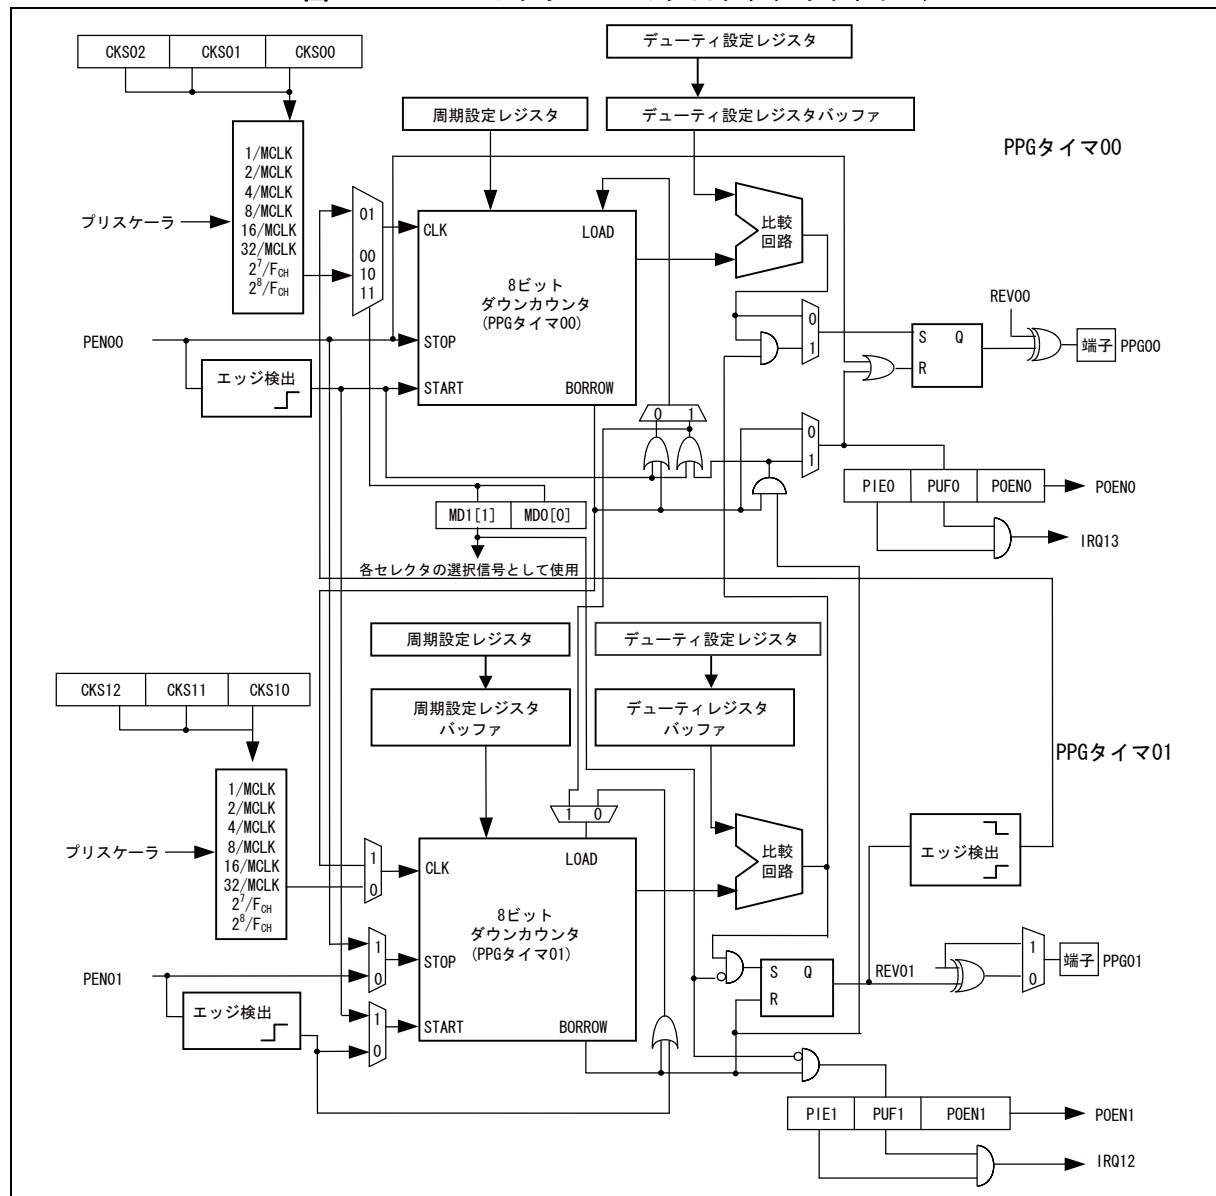 CKS02 CKS01 CKS00
デューティ設定レジスタ
周期設定レジスタ
デューティ設定レジスタバッファ
PPGタイマ00
プリスケーラ
1/MCLK
2/MCLK
4/MCLK
8/MCLK
16/MCLK
32/MCLK
2⁷/F_CH
2⁸/F_CH
01
00
10
11
CLK
LOAD
8ビット
ダウンカウンタ
(PPGタイマ00)
STOP
START
BORROW
比較
回路
PEN00
エッジ検出
0
1
S Q
R
REV00
端子
PPG00
0 1
0
1
PIE0 PUF0 POEN0
POEN0
IRQ13
MD1[1] MD0[0]
各セレクタの選択信号として使用
周期設定レジスタ
デューティ設定レジスタ
CKS12 CKS11 CKS10
周期設定レジスタ
バッファ
デューティレジスタ
バッファ
PPGタイマ01
プリスケーラ
1/MCLK
2/MCLK
4/MCLK
8/MCLK
16/MCLK
32/MCLK
2⁷/F_CH
2⁸/F_CH
1
0
1 0
CLK
LOAD
8ビット
ダウンカウンタ
(PPGタイマ01)
STOP
START
BORROW
比較
回路
エッジ検出
PEN01
エッジ検出
1
0
1
0
S Q
R
REV01
1
0
端子
PPG01
PIE1 PUF1 POEN1
POEN1
IRQ12